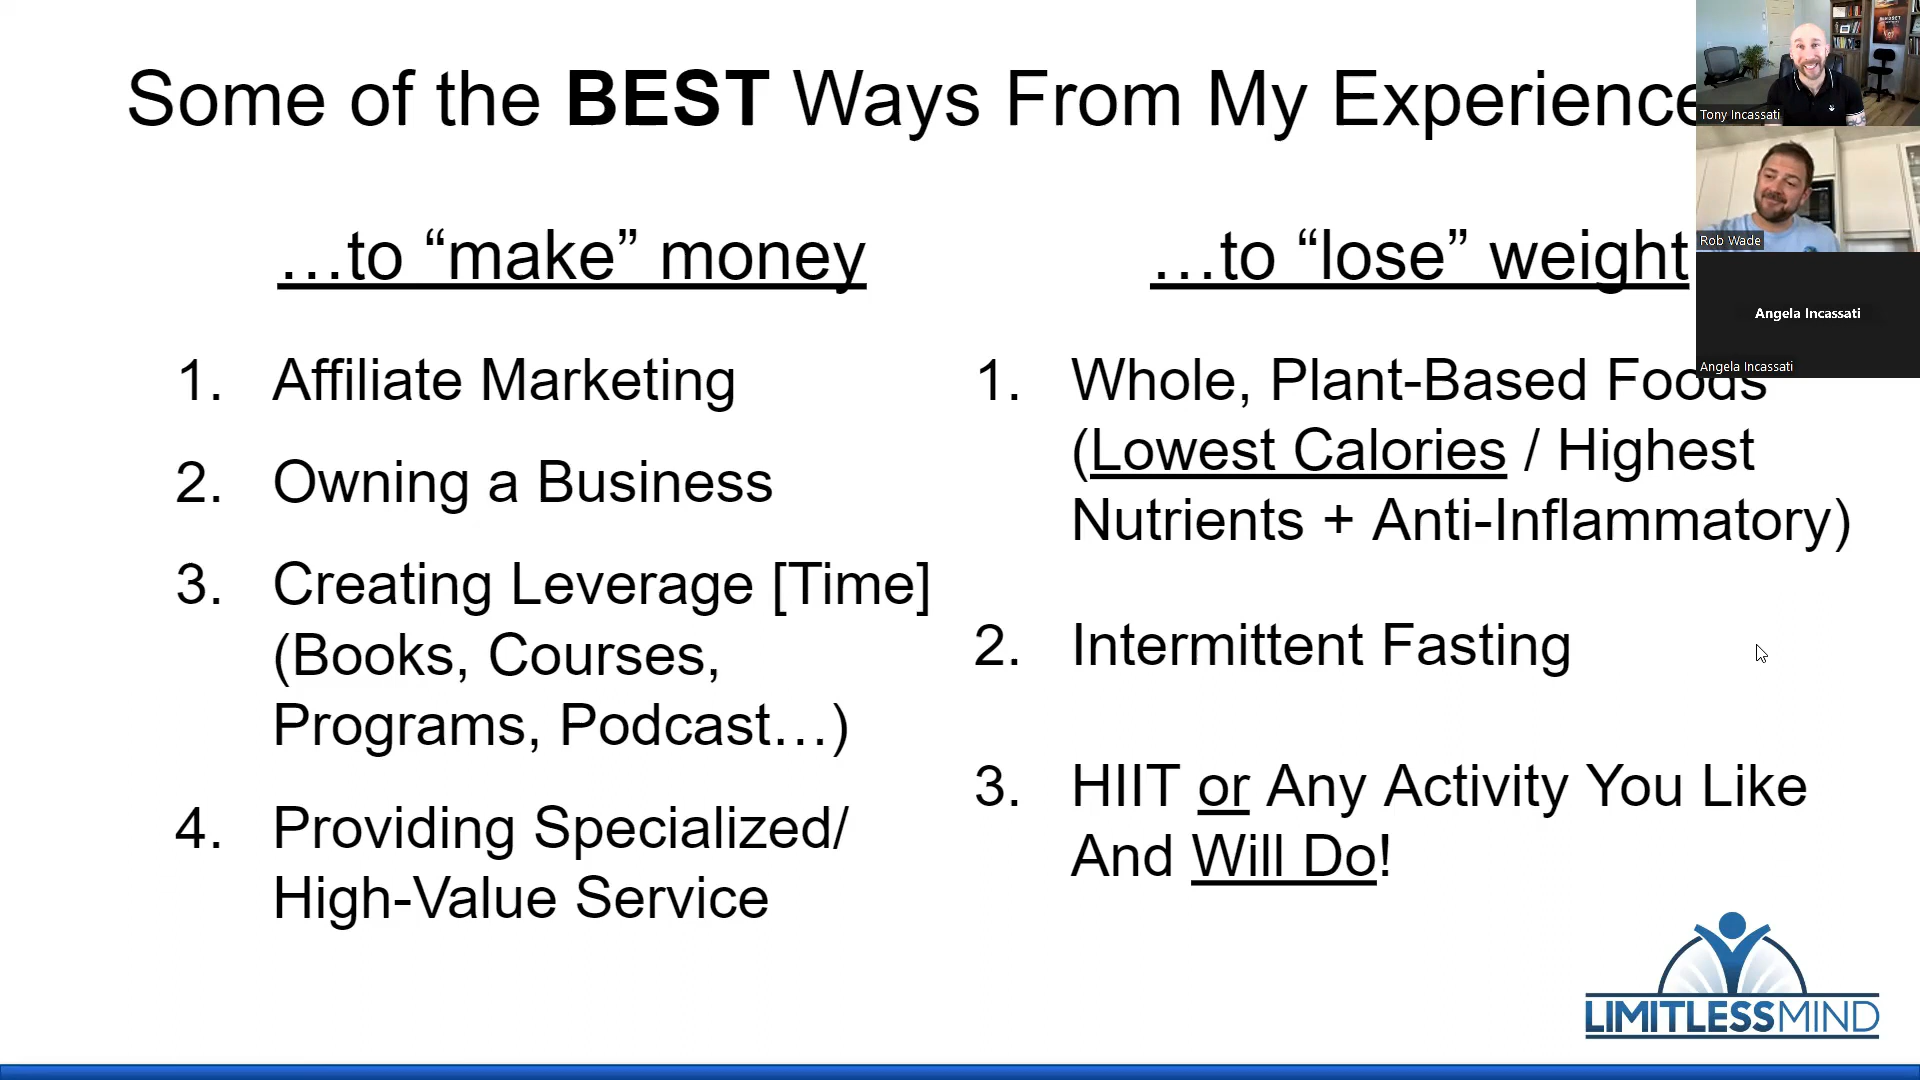 Some of the BEST Ways From My Experience
…to “make” money
1. Affiliate Marketing
2. Owning a Business
3. Creating Leverage [Time]
(Books, Courses,
Programs, Podcast…)
4. Providing Specialized/
High-Value Service
…to “lose” weight
1. Whole, Plant-Based Foods
(Lowest Calories / Highest
Nutrients + Anti-Inflammatory)
2. Intermittent Fasting
3. HIIT or Any Activity You Like
And Will Do!
Tony Incassati
Rob Wade
Angela Incassati
Angela Incassati
LIMITLESSMIND